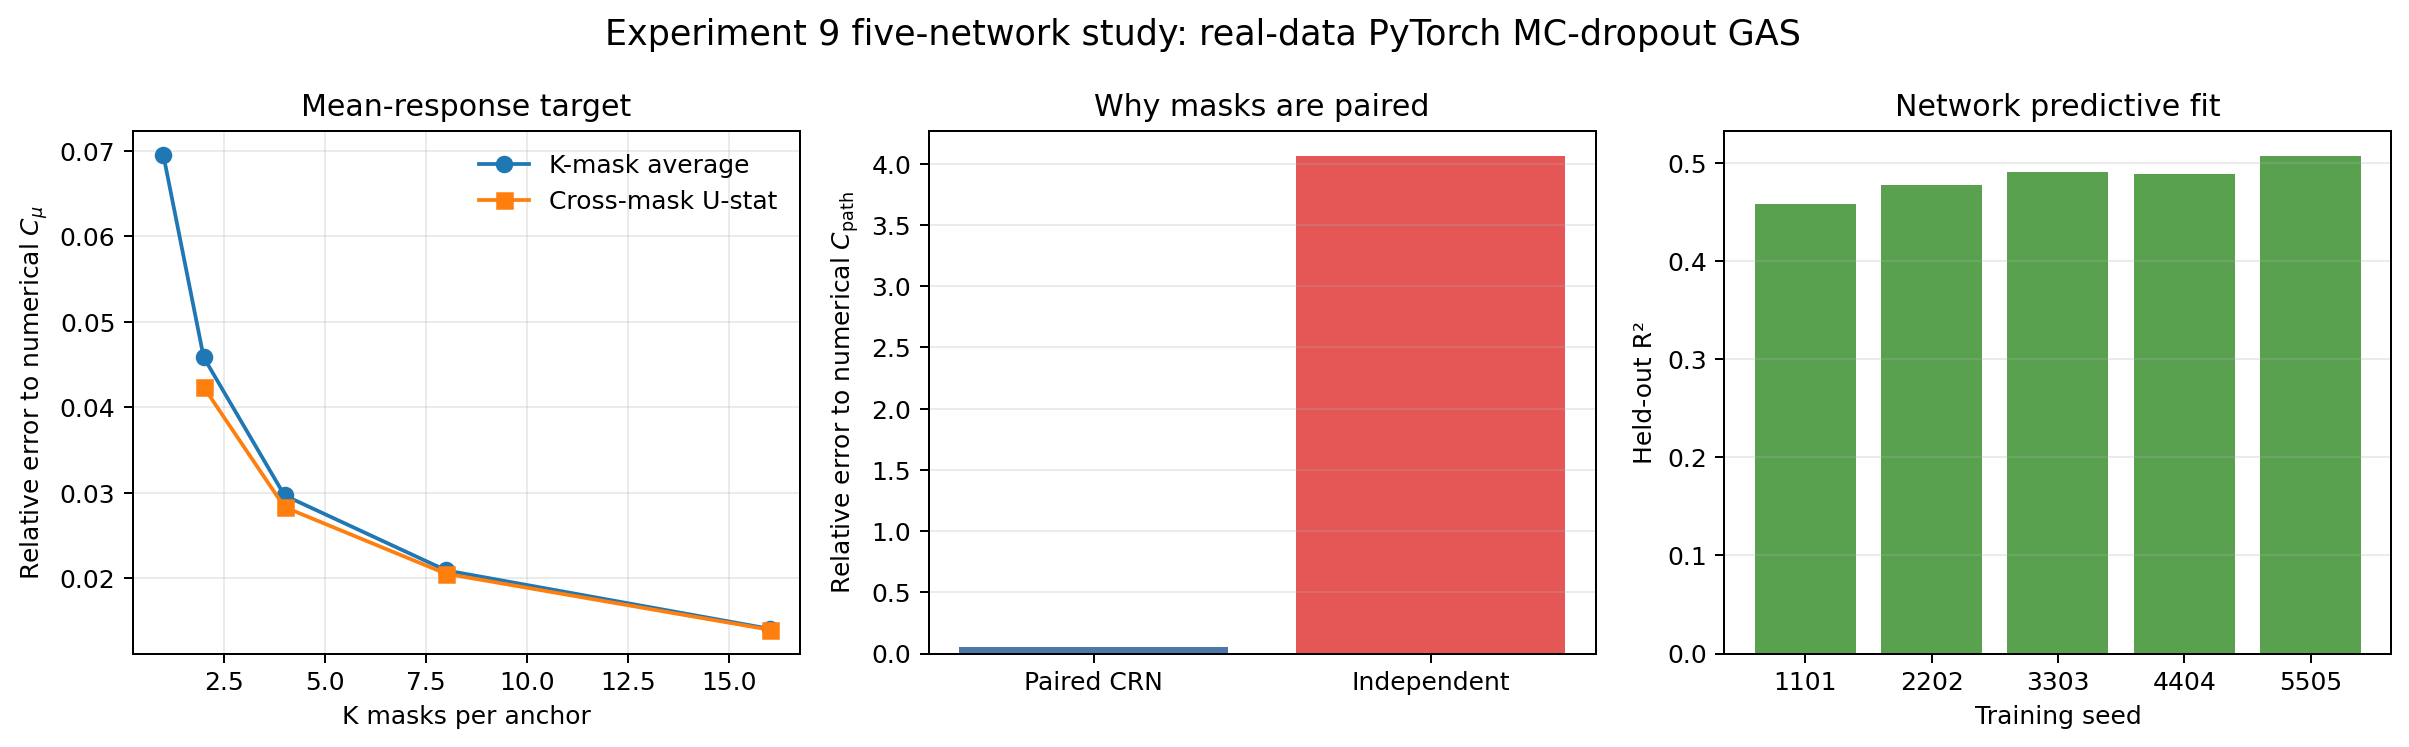 Experiment 9 five-network study: real-data PyTorch MC-dropout GAS
Mean-response target
Relative error to numerical Cμ
0.07
0.06
0.05
0.04
0.03
0.02
K-mask average
Cross-mask U-stat
2.5 5.0 7.5 10.0 12.5 15.0
K masks per anchor
Why masks are paired
Relative error to numerical Cpath
4.0
3.5
3.0
2.5
2.0
1.5
1.0
0.5
0.0
Paired CRN Independent
Network predictive fit
Held-out R²
0.5
0.4
0.3
0.2
0.1
0.0
1101 2202 3303 4404 5505
Training seed